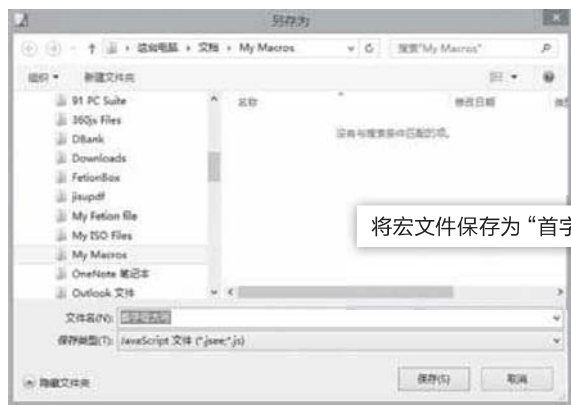 另存为
这台电脑 › 文档 › My Macros
搜索"My Macros"
组织
新建文件夹
91 PC Suite
360js Files
DBank
Downloads
FetionBox
jisupdf
My Fetion file
My ISO Files
My Macros
OneNote 笔记本
Outlook 文件
名称
修改日期
类型
没有与搜索条件匹配的项。
将宏文件保存为 “首字
文件名(N):
保存类型(T): JavaScript 文件 (*.jsee;*.js)
隐藏文件夹
保存(S)
取消